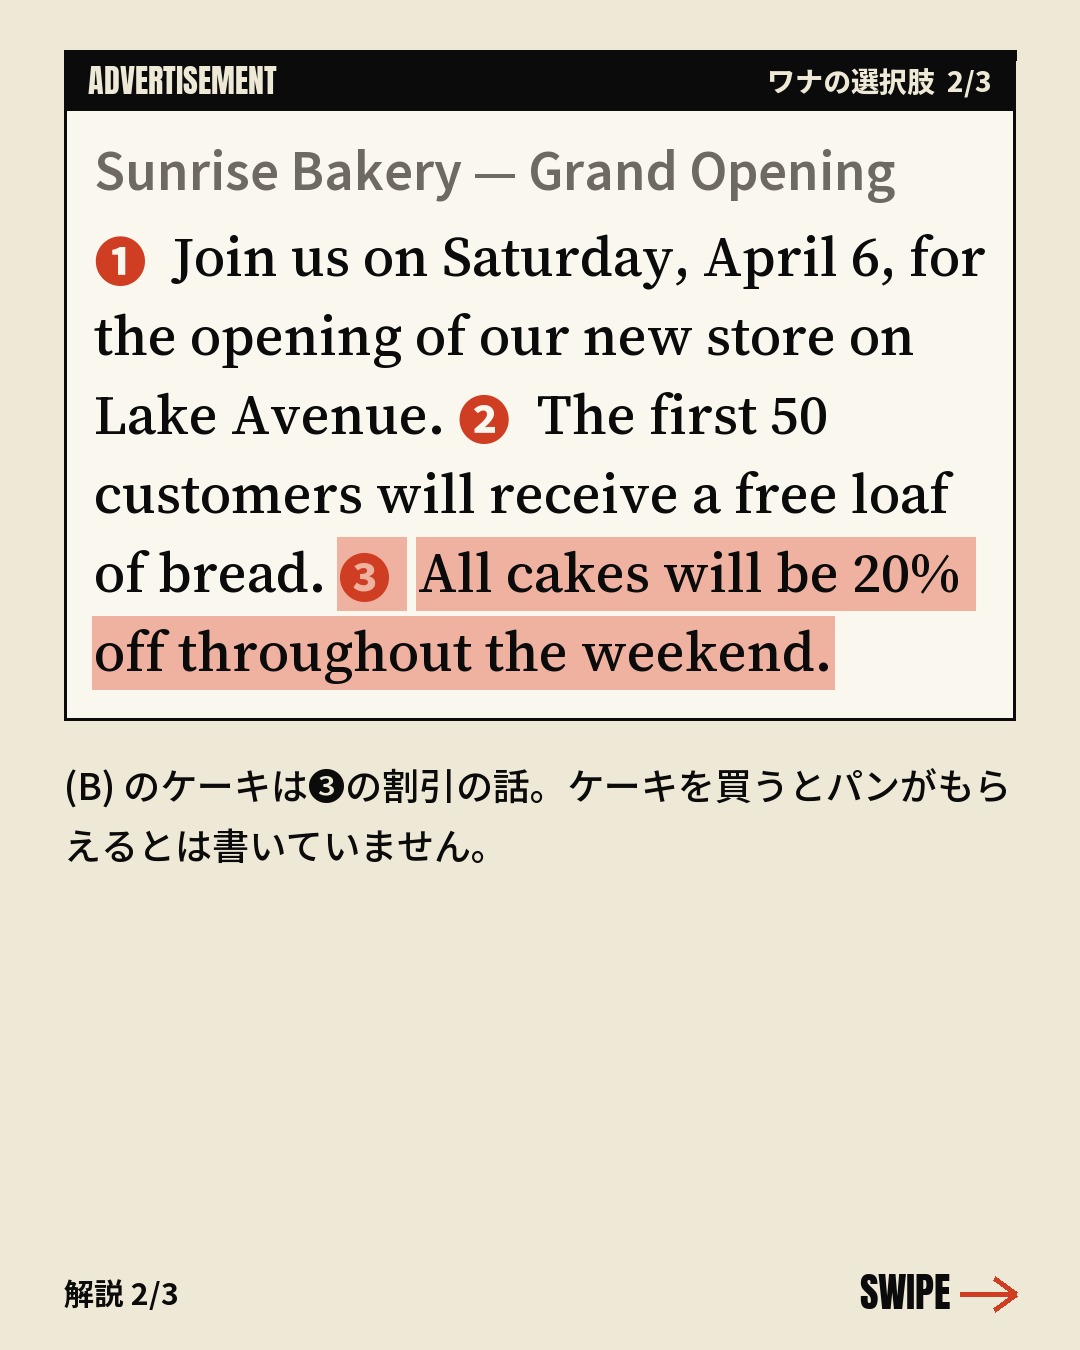 ADVERTISEMENT
ワナの選択肢 2/3
Sunrise Bakery — Grand Opening
❶ Join us on Saturday, April 6, for
the opening of our new store on
Lake Avenue. ❷ The first 50
customers will receive a free loaf
of bread. ❸ All cakes will be 20%
off throughout the weekend.
(B) のケーキは❸の割引の話。ケーキを買うとパンがもら
えるとは書いていません。
解説 2/3
SWIPE →